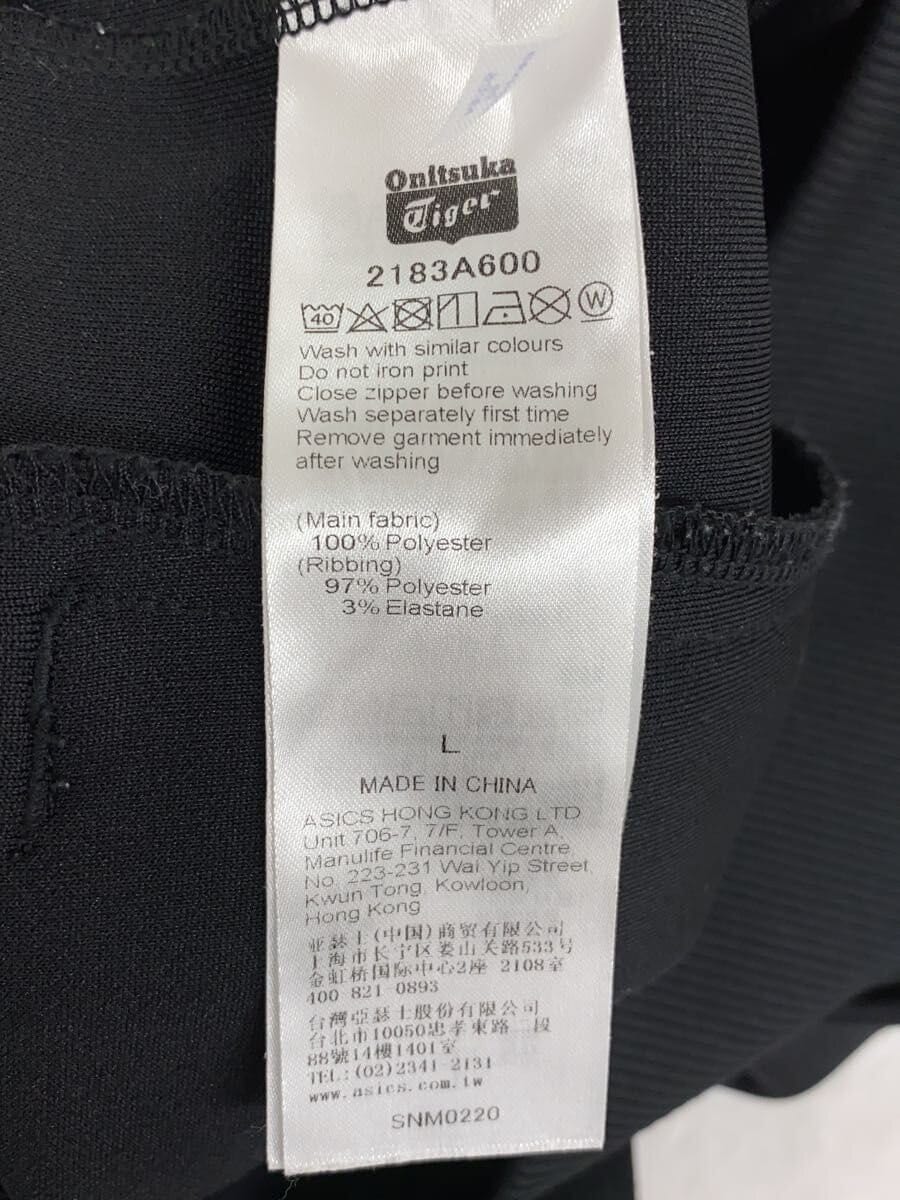 Onitsuka
Tiger
2183A600
40 W
Wash with similar colours
Do not iron print
Close zipper before washing
Wash separately first time
Remove garment immediately
after washing
(Main fabric)
100% Polyester
(Ribbing)
97% Polyester
3% Elastane
L
MADE IN CHINA
ASICS HONG KONG LTD
Unit 706-7, 7/F, Tower A,
Manulife Financial Centre,
No. 223-231 Wai Yip Street,
Kwun Tong, Kowloon,
Hong Kong
亚瑟士(中国)商贸有限公司
上海市长宁区娄山关路533号
金虹桥国际中心2座 2108室
400 821-0893
台灣亞瑟士股份有限公司
台北市10050忠孝東路二段
88號14樓1401室
TEL:(02)2341-2131
www.asics.com.tw
SNM0220